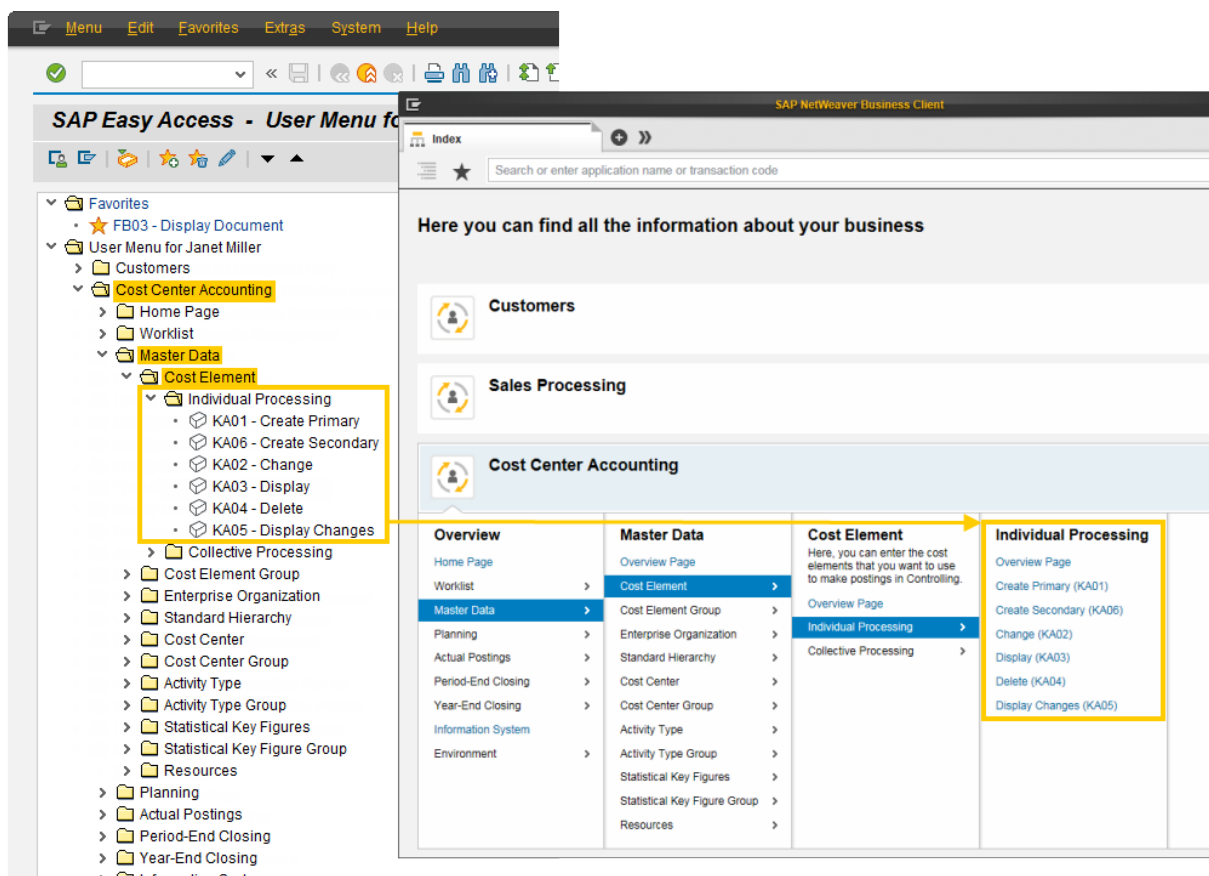 Menu Edit Favorites Extras System Help
SAP Easy Access - User Menu fo
Favorites
FB03 - Display Document
User Menu for Janet Miller
Customers
Cost Center Accounting
Home Page
Worklist
Master Data
Cost Element
Individual Processing
KA01 - Create Primary
KA06 - Create Secondary
KA02 - Change
KA03 - Display
KA04 - Delete
KA05 - Display Changes
Collective Processing
Cost Element Group
Enterprise Organization
Standard Hierarchy
Cost Center
Cost Center Group
Activity Type
Activity Type Group
Statistical Key Figures
Statistical Key Figure Group
Resources
Planning
Actual Postings
Period-End Closing
Year-End Closing
SAP NetWeaver Business Client
Index
Search or enter application name or transaction code
Here you can find all the information about your business
Customers
Sales Processing
Cost Center Accounting
Overview
Home Page
Worklist
Master Data
Planning
Actual Postings
Period-End Closing
Year-End Closing
Information System
Environment
Master Data
Overview Page
Cost Element
Cost Element Group
Enterprise Organization
Standard Hierarchy
Cost Center
Cost Center Group
Activity Type
Activity Type Group
Statistical Key Figures
Statistical Key Figure Group
Resources
Cost Element
Here, you can enter the cost
elements that you want to use
to make postings in Controlling.
Overview Page
Individual Processing
Collective Processing
Individual Processing
Overview Page
Create Primary (KA01)
Create Secondary (KA06)
Change (KA02)
Display (KA03)
Delete (KA04)
Display Changes (KA05)